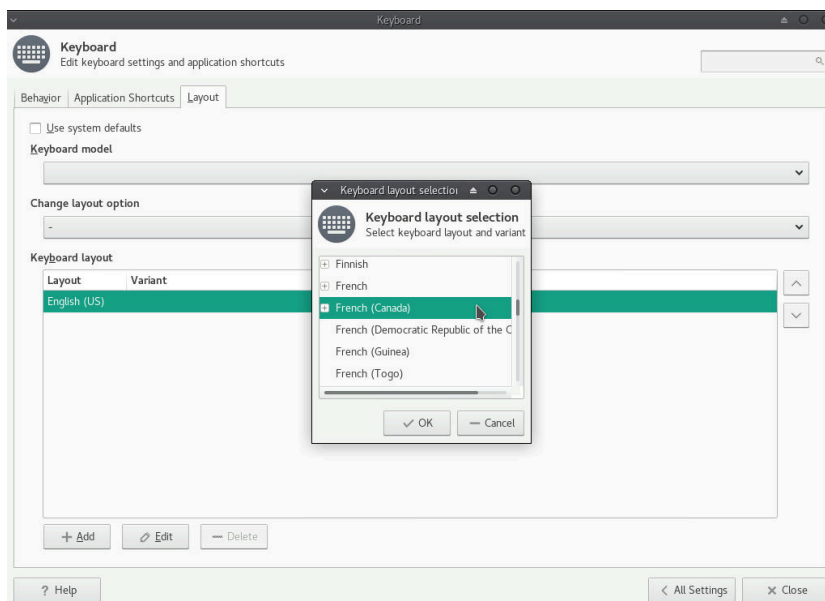 Keyboard
Keyboard
Edit keyboard settings and application shortcuts
Behavior Application Shortcuts Layout
Use system defaults
Keyboard model
Change layout option
-
Keyboard layout
Layout Variant
English (US)
Keyboard layout selection
Keyboard layout selection
Select keyboard layout and variant
Finnish
French
French (Canada)
French (Democratic Republic of the C
French (Guinea)
French (Togo)
OK Cancel
Add Edit Delete
? Help All Settings Close